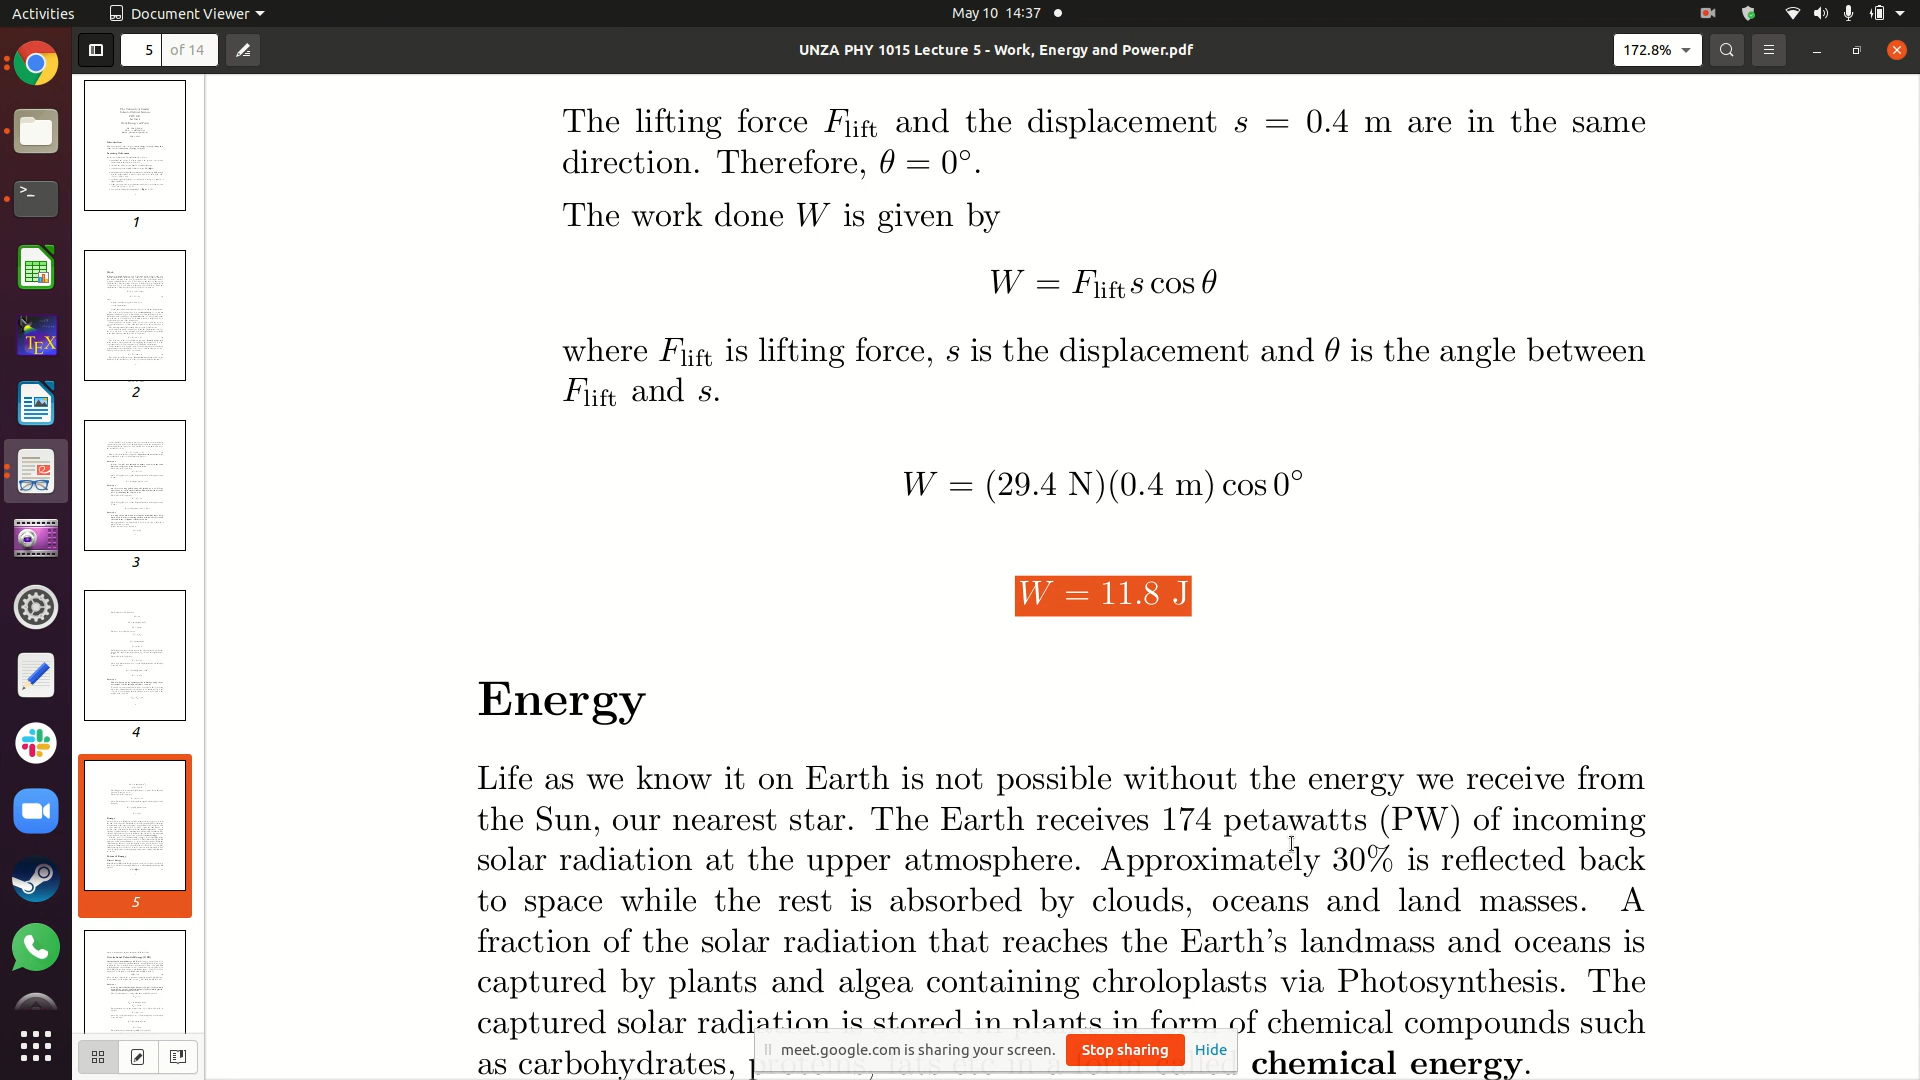 Activities Document Viewer May 10 14:37
5 of 14 UNZA PHY 1015 Lecture 5 - Work, Energy and Power.pdf 172.8%
The lifting force F_lift and the displacement s = 0.4 m are in the same
direction. Therefore, θ = 0°.
The work done W is given by
W = F_lift s cos θ
where F_lift is lifting force, s is the displacement and θ is the angle between
F_lift and s.
W = (29.4 N)(0.4 m) cos 0°
W = 11.8 J
Energy
Life as we know it on Earth is not possible without the energy we receive from
the Sun, our nearest star. The Earth receives 174 petawatts (PW) of incoming
solar radiation at the upper atmosphere. Approximately 30% is reflected back
to space while the rest is absorbed by clouds, oceans and land masses. A
fraction of the solar radiation that reaches the Earth's landmass and oceans is
captured by plants and algea containing chroloplasts via Photosynthesis. The
captured solar radiation is stored in plants in form of chemical compounds such
as carbohydrates, chemical energy.
meet.google.com is sharing your screen. Stop sharing Hide
1
2
3
4
5
TEX
>_